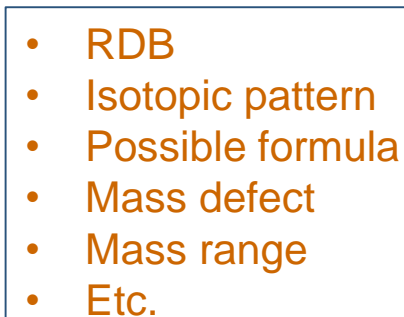 • RDB
• Isotopic pattern
• Possible formula
• Mass defect
• Mass range
• Etc.